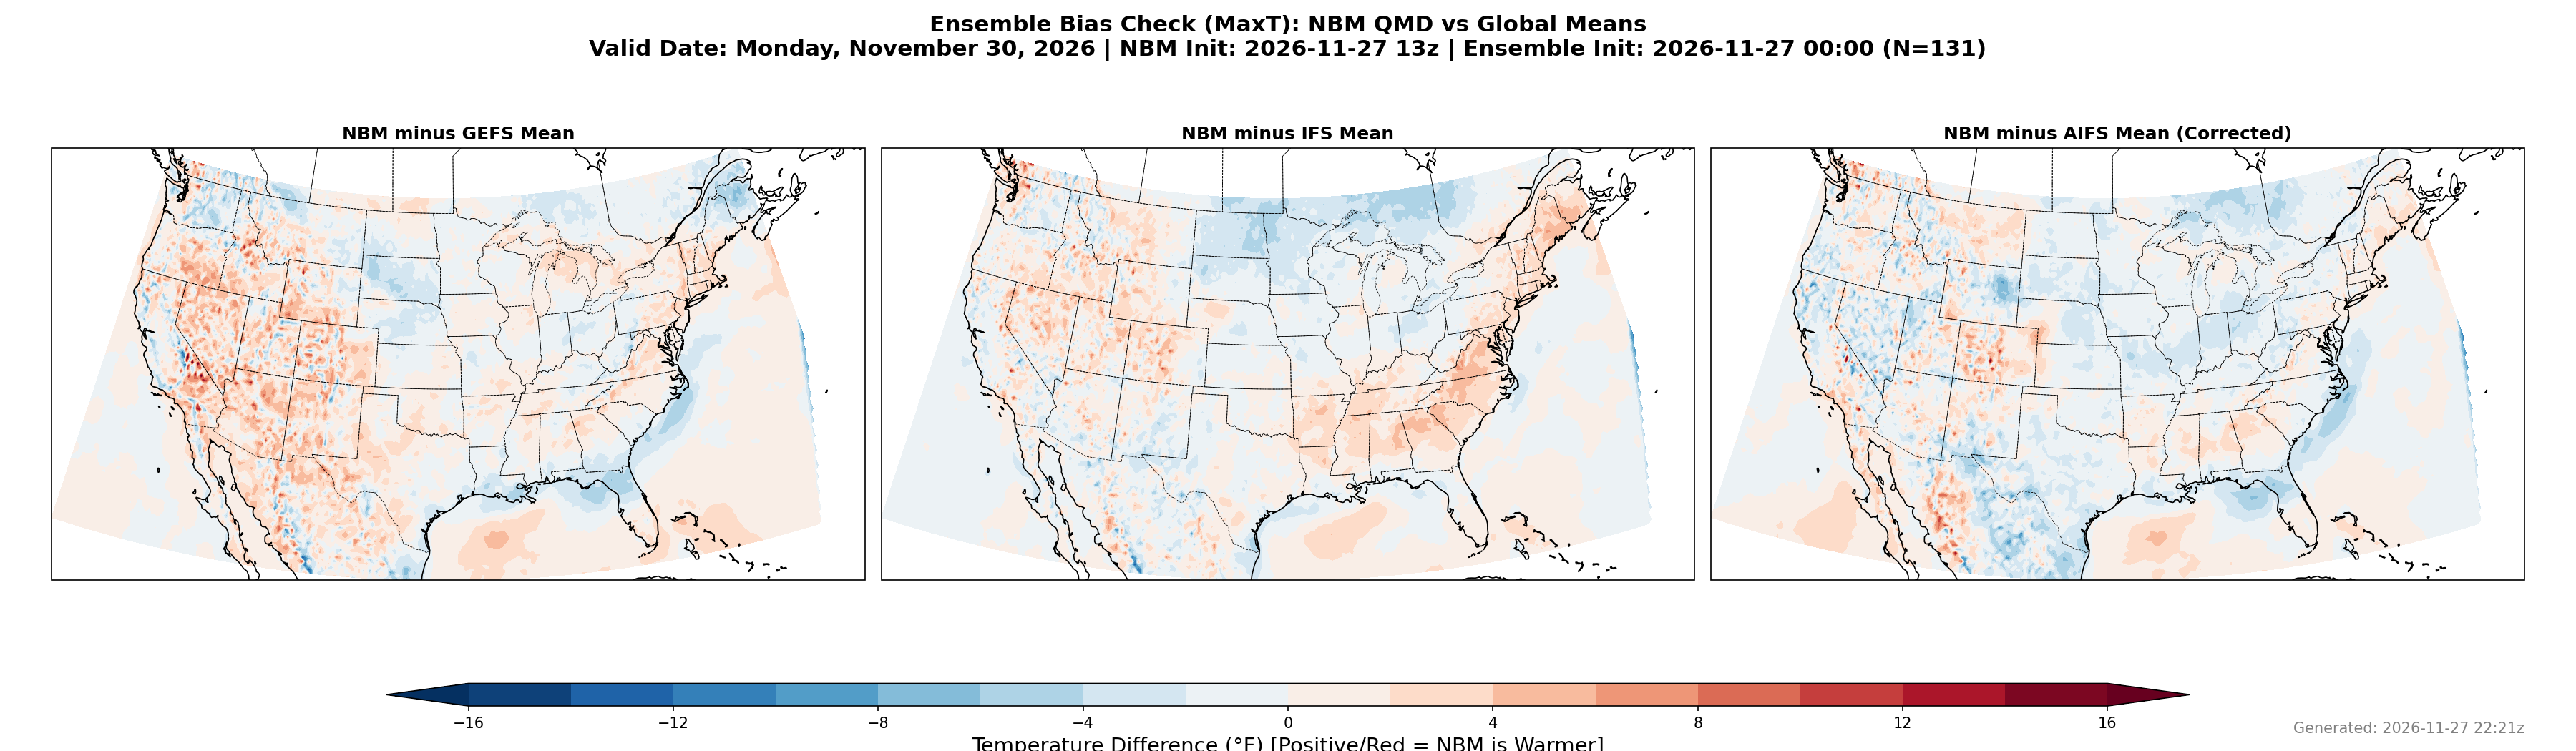 Ensemble Bias Check (MaxT): NBM QMD vs Global Means
Valid Date: Monday, November 30, 2026 | NBM Init: 2026-11-27 13z | Ensemble Init: 2026-11-27 00:00 (N=131)
NBM minus GEFS Mean
NBM minus IFS Mean
NBM minus AIFS Mean (Corrected)
−16 −12 −8 −4 0 4 8 12 16
Generated: 2026-11-27 22:21z
Temperature Difference (°F) [Positive/Red = NBM is Warmer]